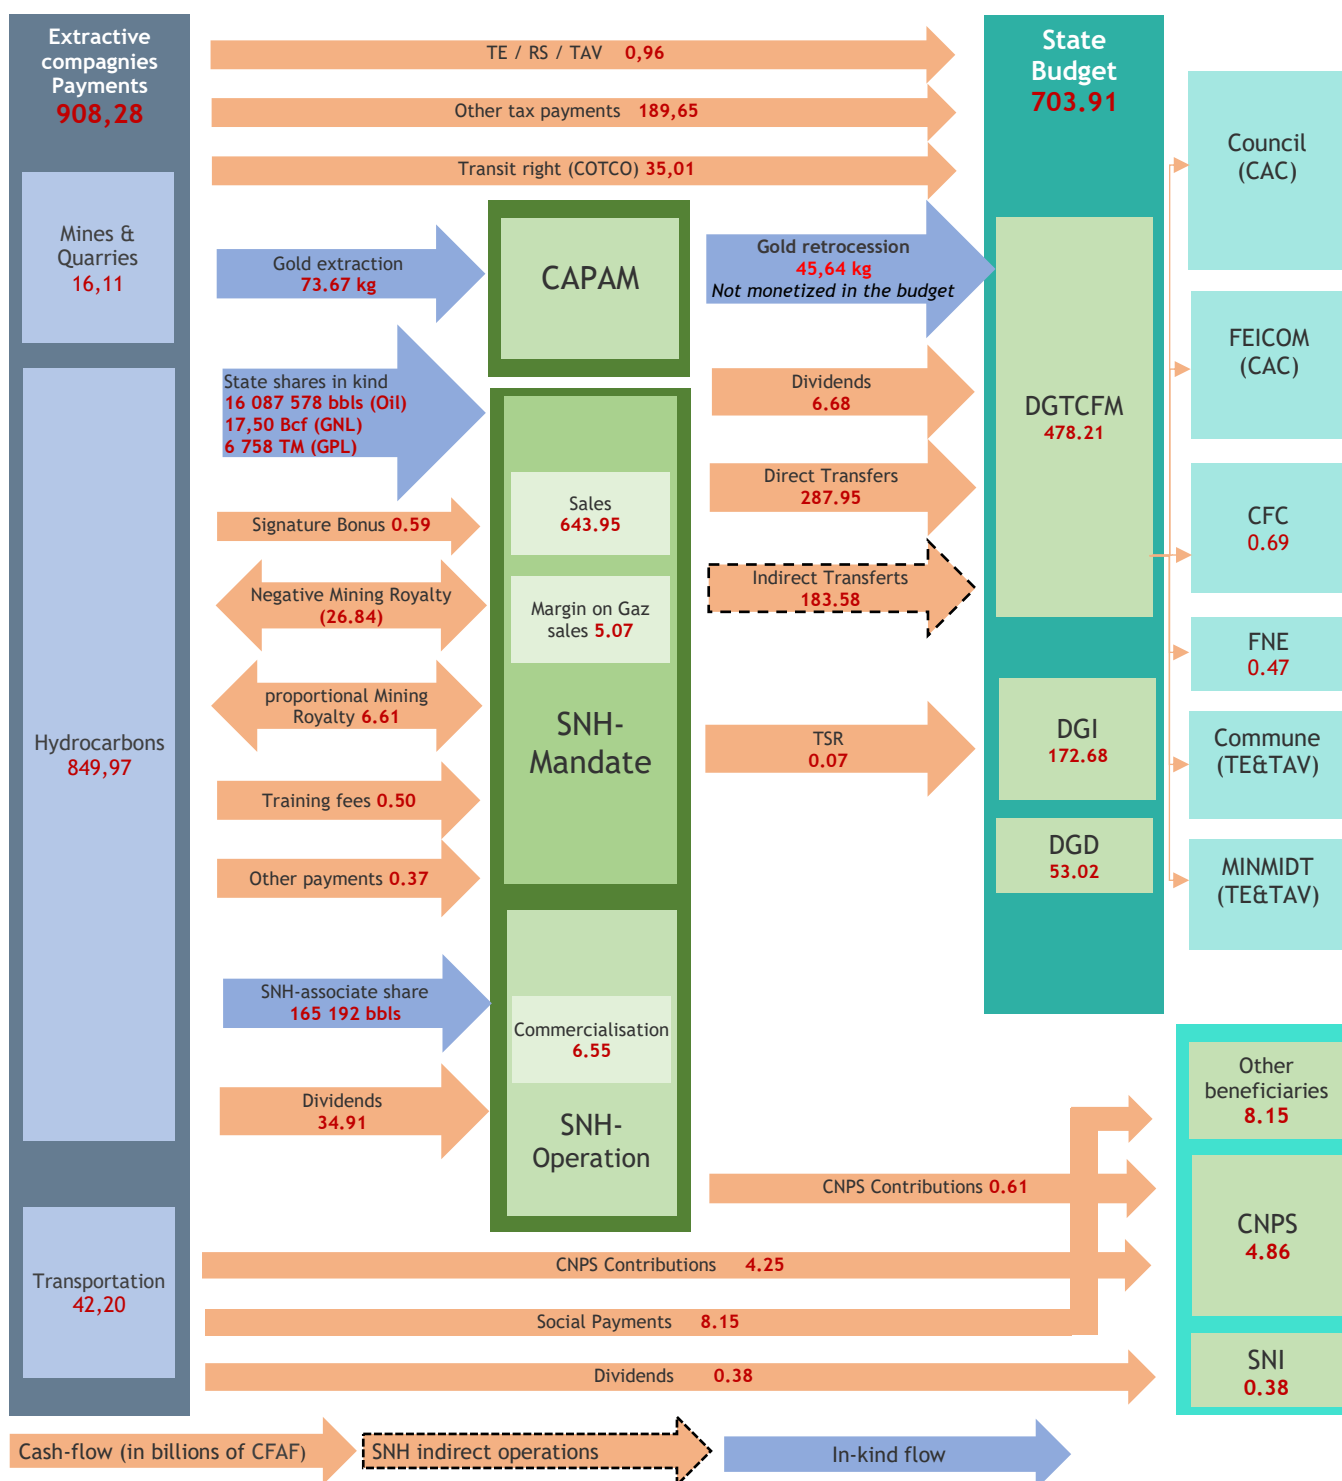 Extractive
compagnies
Payments
908,28
TE / RS / TAV 0,96
Other tax payments 189,65
Transit right (COTCO) 35,01
State
Budget
703.91
Mines &
Quarries
16,11
Gold extraction
73.67 kg
CAPAM
Gold retrocession
45,64 kg
Not monetized in the budget
Council
(CAC)
State shares in kind
16 087 578 bbls (Oil)
17,50 Bcf (GNL)
6 758 TM (GPL)
Dividends
6.68
DGTCFM
478.21
FEICOM
(CAC)
Sales
643.95
Direct Transfers
287.95
Signature Bonus 0.59
CFC
0.69
Negative Mining Royalty
(26.84)
Margin on Gaz
sales 5.07
Indirect Transferts
183.58
FNE
0.47
Hydrocarbons
849,97
proportional Mining
Royalty 6.61
SNH-
Mandate
TSR
0.07
DGI
172.68
Commune
(TE&TAV)
Training fees 0.50
Other payments 0.37
DGD
53.02
MINMIDT
(TE&TAV)
SNH-associate share
165 192 bbls
Commercialisation
6.55
Dividends
34.91
SNH-
Operation
Other
beneficiaries
8.15
CNPS Contributions 0.61
CNPS
4.86
Transportation
42,20
CNPS Contributions 4.25
Social Payments 8.15
Dividends 0.38
SNI
0.38
Cash-flow (in billions of CFAF)
SNH indirect operations
In-kind flow